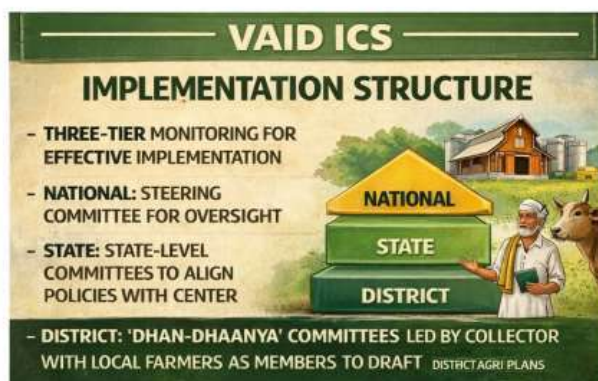 VAID ICS
IMPLEMENTATION STRUCTURE
- THREE-TIER MONITORING FOR
EFFECTIVE IMPLEMENTATION
- NATIONAL: STEERING
COMMITTEE FOR OVERSIGHT
- STATE: STATE-LEVEL
COMMITTEES TO ALIGN
POLICIES WITH CENTER
NATIONAL
STATE
DISTRICT
- DISTRICT: 'DHAN-DHAANYA' COMMITTEES LED BY COLLECTOR
WITH LOCAL FARMERS AS MEMBERS TO DRAFT DISTRICT AGRI PLANS